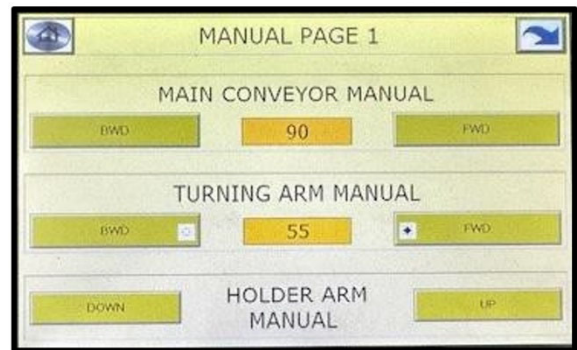 MANUAL PAGE 1
MAIN CONVEYOR MANUAL
BWD 90 FWD
TURNING ARM MANUAL
BWD 55 FWD
DOWN HOLDER ARM MANUAL UP